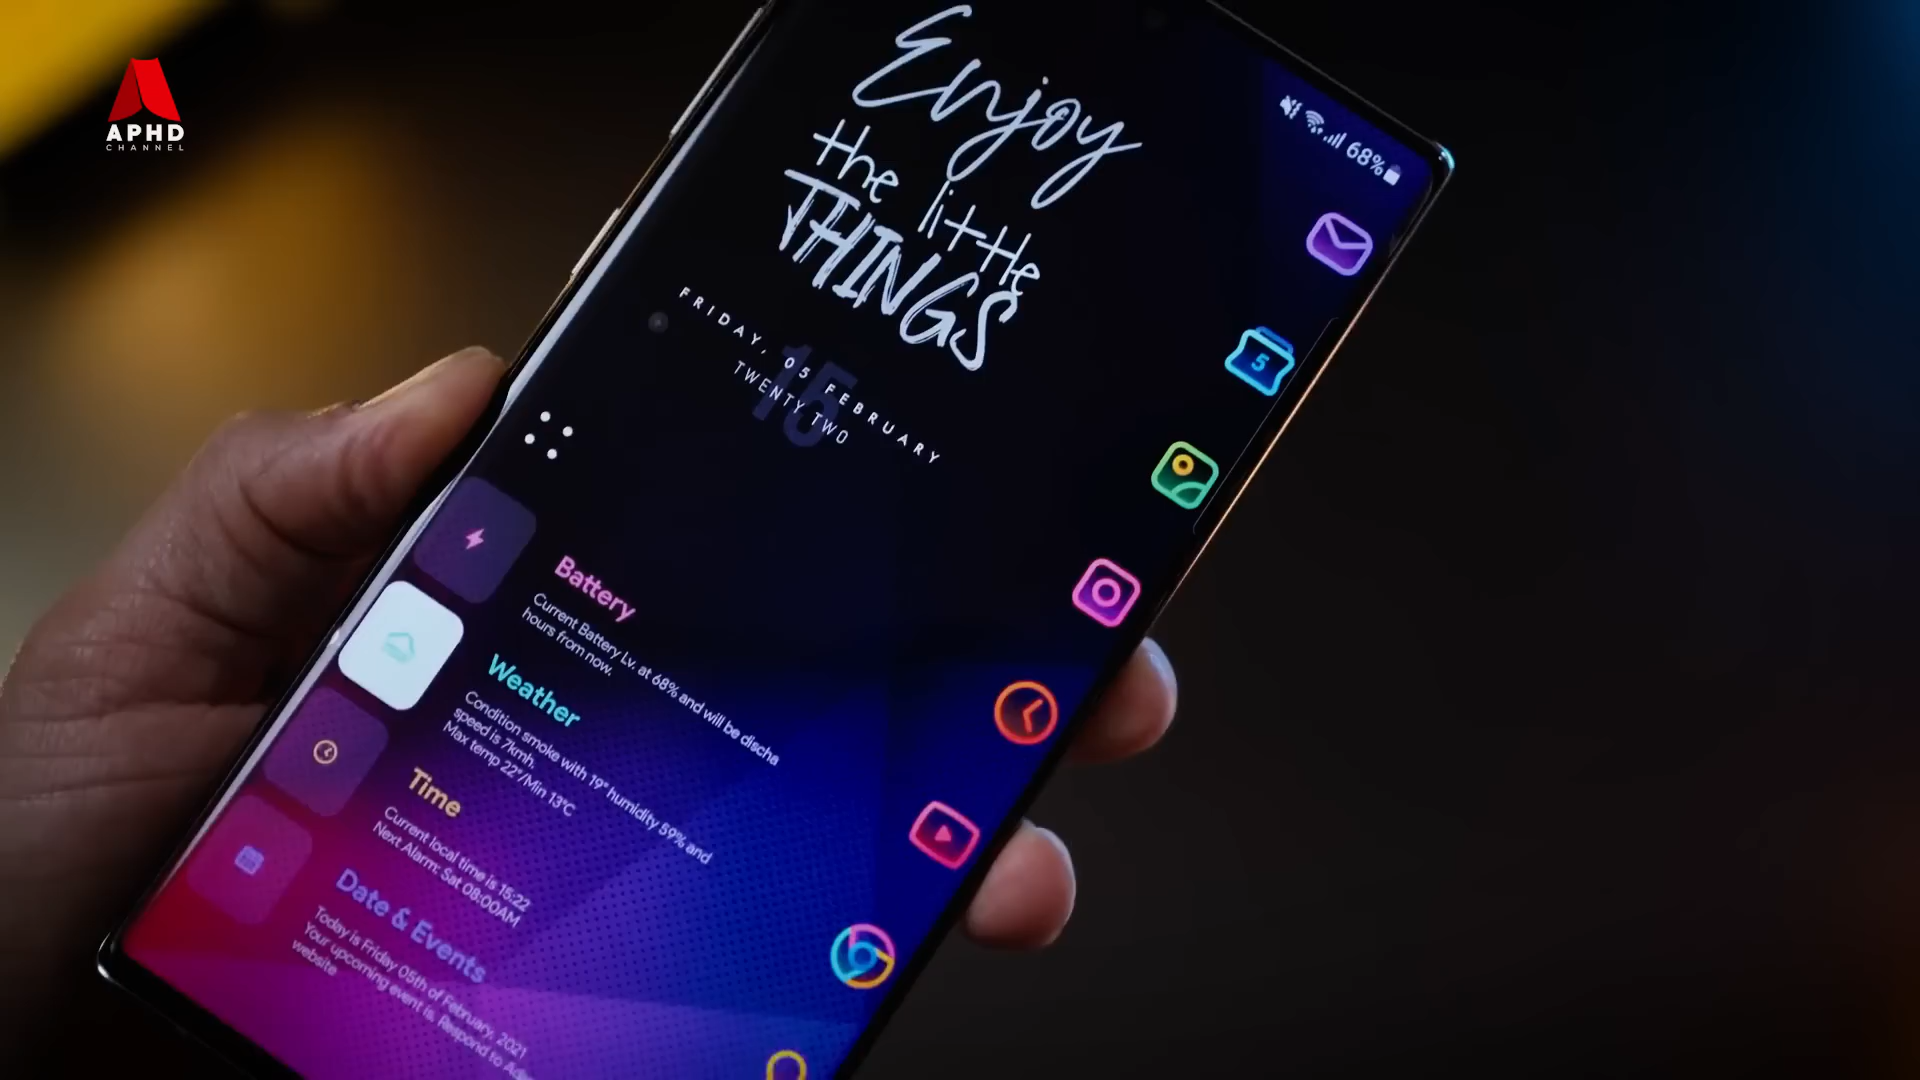 APHD
CHANNEL
Enjoy
the little
THINGS
68%
FRIDAY, 05 FEBRUARY
15
TWENTY TWO
5
Battery
Current Battery Lv. at 68% and will be discha
hours from now.
Weather
Condition smoke with 19° humidity 59% and
speed is 7kmh.
Max temp 22°/Min 13°C
Time
Current local time is 15:22
Next Alarm: Sat 08:00AM
Date & Events
Today is Friday 05th of February, 2021
Your upcoming event is, Respond to
website